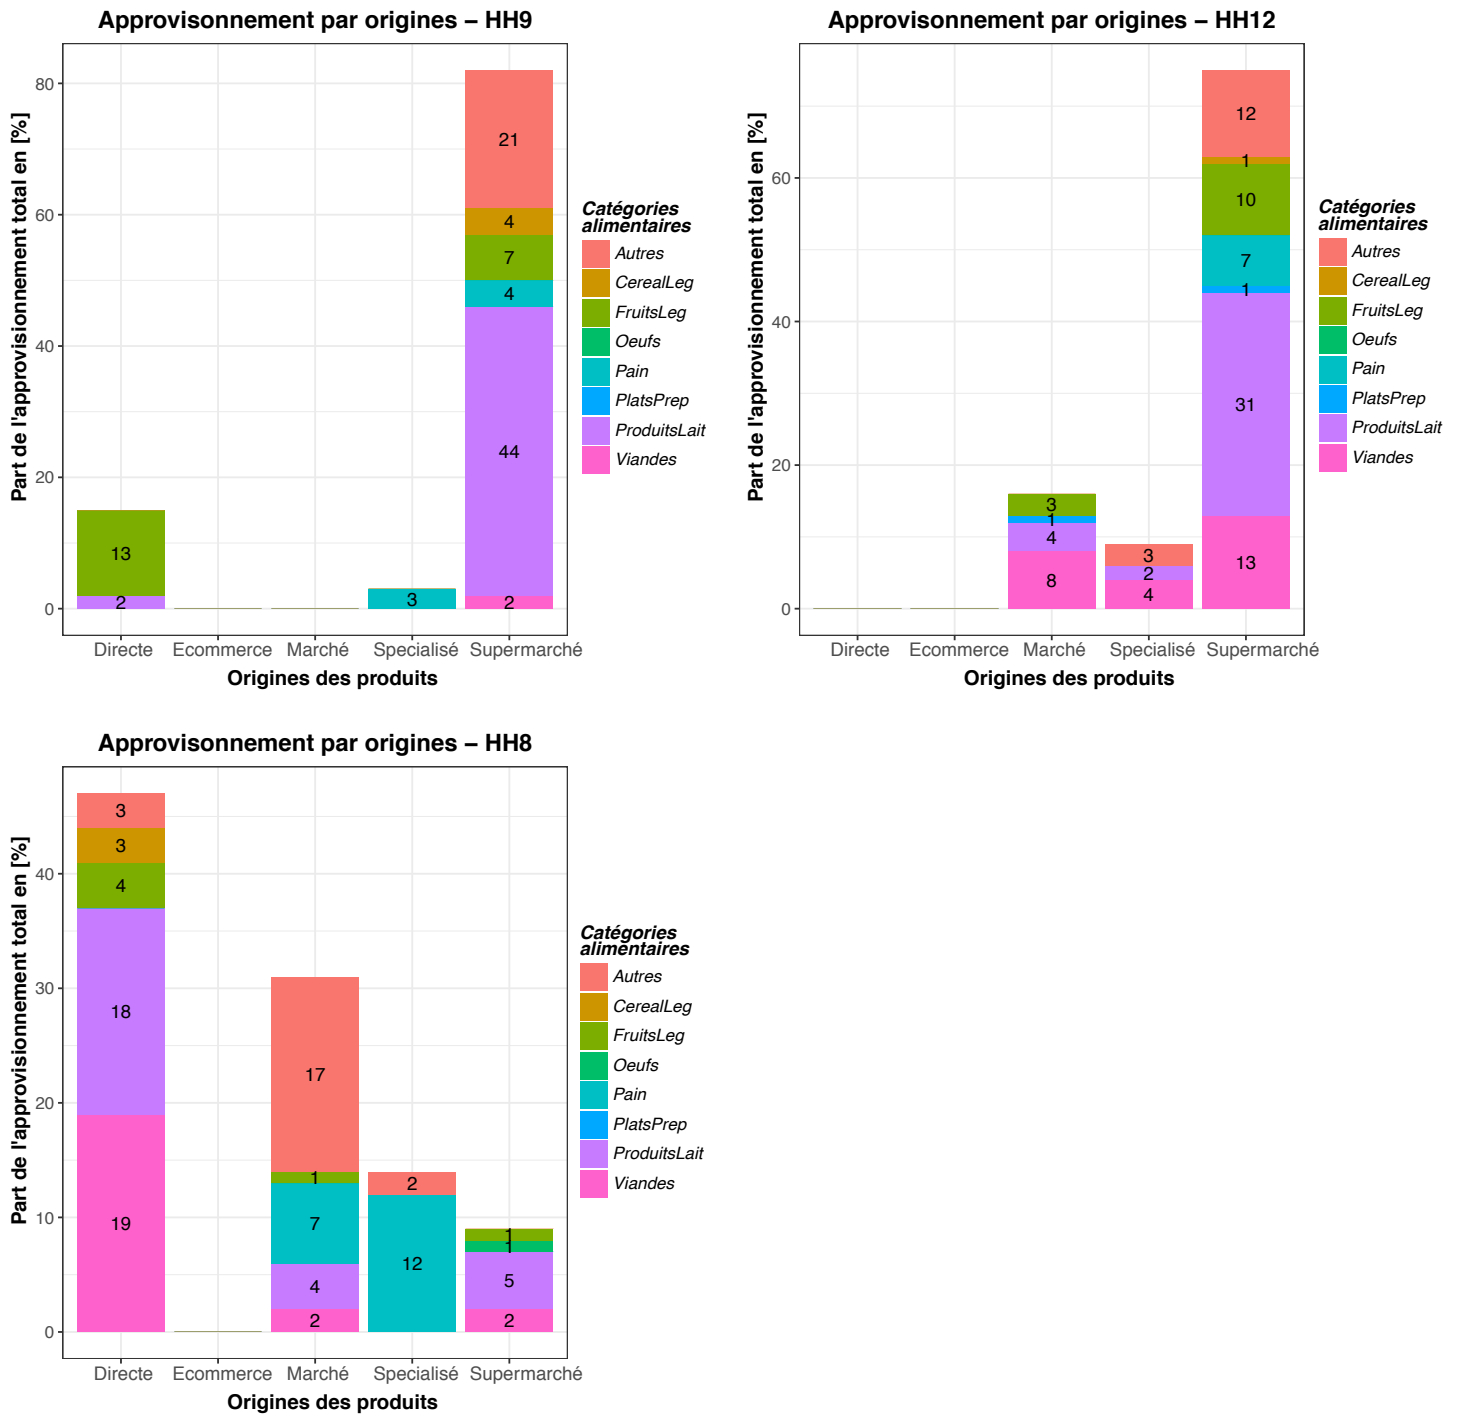 Approvisonnement par origines – HH9
Part de l'approvisionnement total en [%]
80
60
40
20
0
21
4
7
4
44
2
13
2
3
Directe Ecommerce Marché Specialisé Supermarché
Origines des produits
Catégories
alimentaires
Autres
CerealLeg
FruitsLeg
Oeufs
Pain
PlatsPrep
ProduitsLait
Viandes
Approvisonnement par origines – HH12
Part de l'approvisionnement total en [%]
60
40
20
0
12
1
10
7
1
31
13
3
1
4
8
3
2
4
Directe Ecommerce Marché Specialisé Supermarché
Origines des produits
Catégories
alimentaires
Autres
CerealLeg
FruitsLeg
Oeufs
Pain
PlatsPrep
ProduitsLait
Viandes
Approvisonnement par origines – HH8
Part de l'approvisionnement total en [%]
40
30
20
10
0
3
3
4
18
19
17
1
7
4
2
2
12
1
1
5
2
Directe Ecommerce Marché Specialisé Supermarché
Origines des produits
Catégories
alimentaires
Autres
CerealLeg
FruitsLeg
Oeufs
Pain
PlatsPrep
ProduitsLait
Viandes